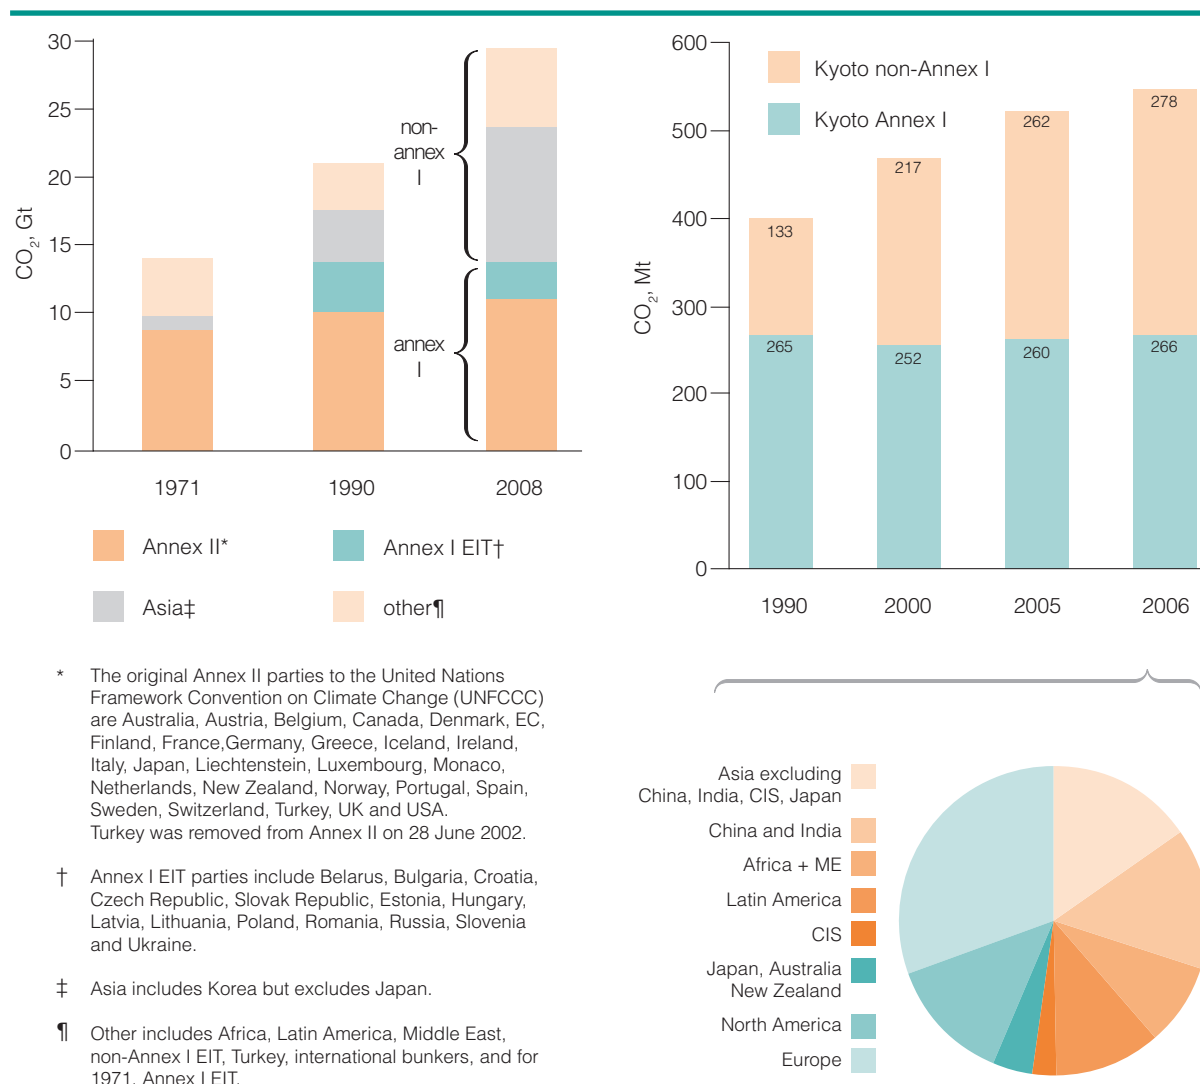 30
25
20
15
10
5
0
CO₂, Gt
non-
annex
I
annex
I
1971
1990
2008
Annex II*
Annex I EIT†
Asia‡
other¶
* The original Annex II parties to the United Nations
Framework Convention on Climate Change (UNFCCC)
are Australia, Austria, Belgium, Canada, Denmark, EC,
Finland, France,Germany, Greece, Iceland, Ireland,
Italy, Japan, Liechtenstein, Luxembourg, Monaco,
Netherlands, New Zealand, Norway, Portugal, Spain,
Sweden, Switzerland, Turkey, UK and USA.
Turkey was removed from Annex II on 28 June 2002.
† Annex I EIT parties include Belarus, Bulgaria, Croatia,
Czech Republic, Slovak Republic, Estonia, Hungary,
Latvia, Lithuania, Poland, Romania, Russia, Slovenia
and Ukraine.
‡ Asia includes Korea but excludes Japan.
¶ Other includes Africa, Latin America, Middle East,
non-Annex I EIT, Turkey, international bunkers, and for
1971, Annex I EIT.
600
500
400
300
200
100
0
CO₂, Mt
Kyoto non-Annex I
Kyoto Annex I
133
265
217
252
262
260
278
266
1990
2000
2005
2006
Asia excluding
China, India, CIS, Japan
China and India
Africa + ME
Latin America
CIS
Japan, Australia
New Zealand
North America
Europe